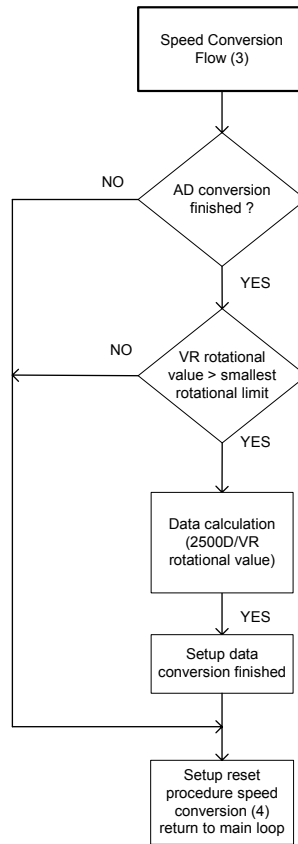 Speed Conversion
Flow (3)
NO
AD conversion
finished ?
YES
NO
VR rotational
value > smallest
rotational limit
YES
Data calculation
(2500D/VR
rotational value)
YES
Setup data
conversion finished
Setup reset
procedure speed
conversion (4)
return to main loop